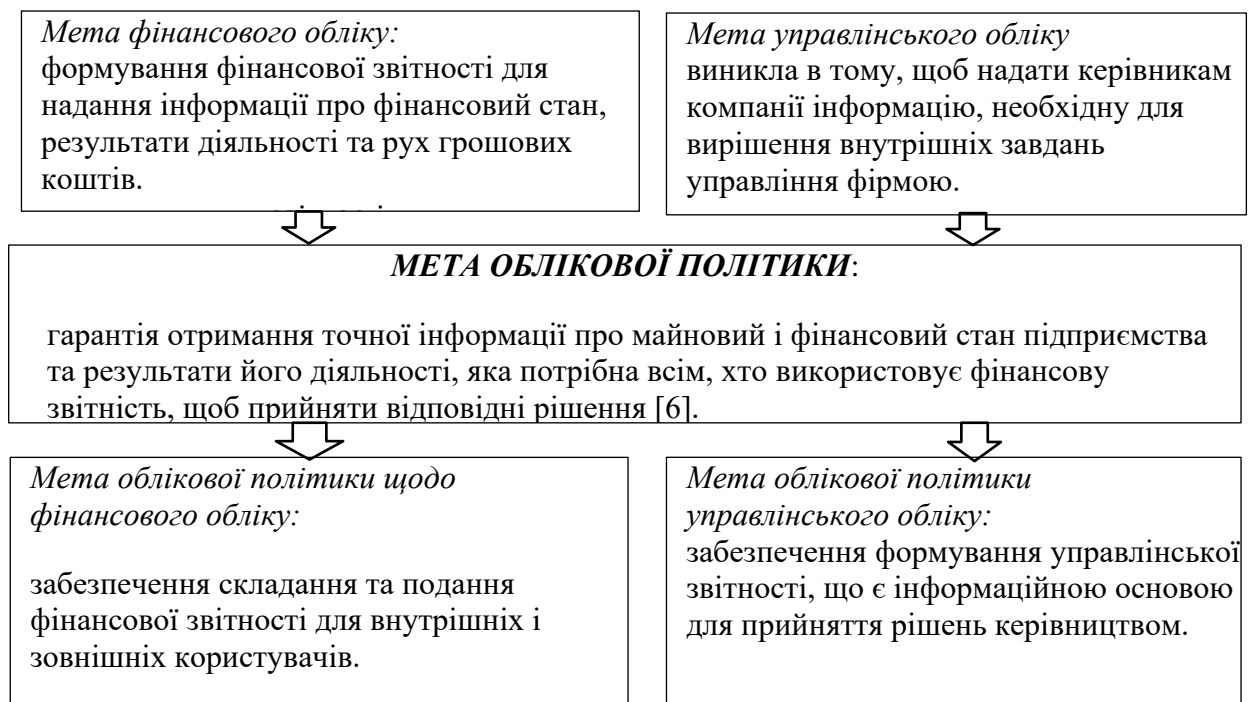 Мета фінансового обліку:
формування фінансової звітності для
надання інформації про фінансовий стан,
результати діяльності та рух грошових
коштів.
Мета управлінського обліку
виникла в тому, щоб надати керівникам
компанії інформацію, необхідну для
вирішення внутрішніх завдань
управління фірмою.
МЕТА ОБЛІКОВОЇ ПОЛІТИКИ:
гарантія отримання точної інформації про майновий і фінансовий стан підприємства
та результати його діяльності, яка потрібна всім, хто використовує фінансову
звітність, щоб прийняти відповідні рішення [6].
Мета облікової політики щодо
фінансового обліку:
забезпечення складання та подання
фінансової звітності для внутрішніх і
зовнішніх користувачів.
Мета облікової політики
управлінського обліку:
забезпечення формування управлінської
звітності, що є інформаційною основою
для прийняття рішень керівництвом.